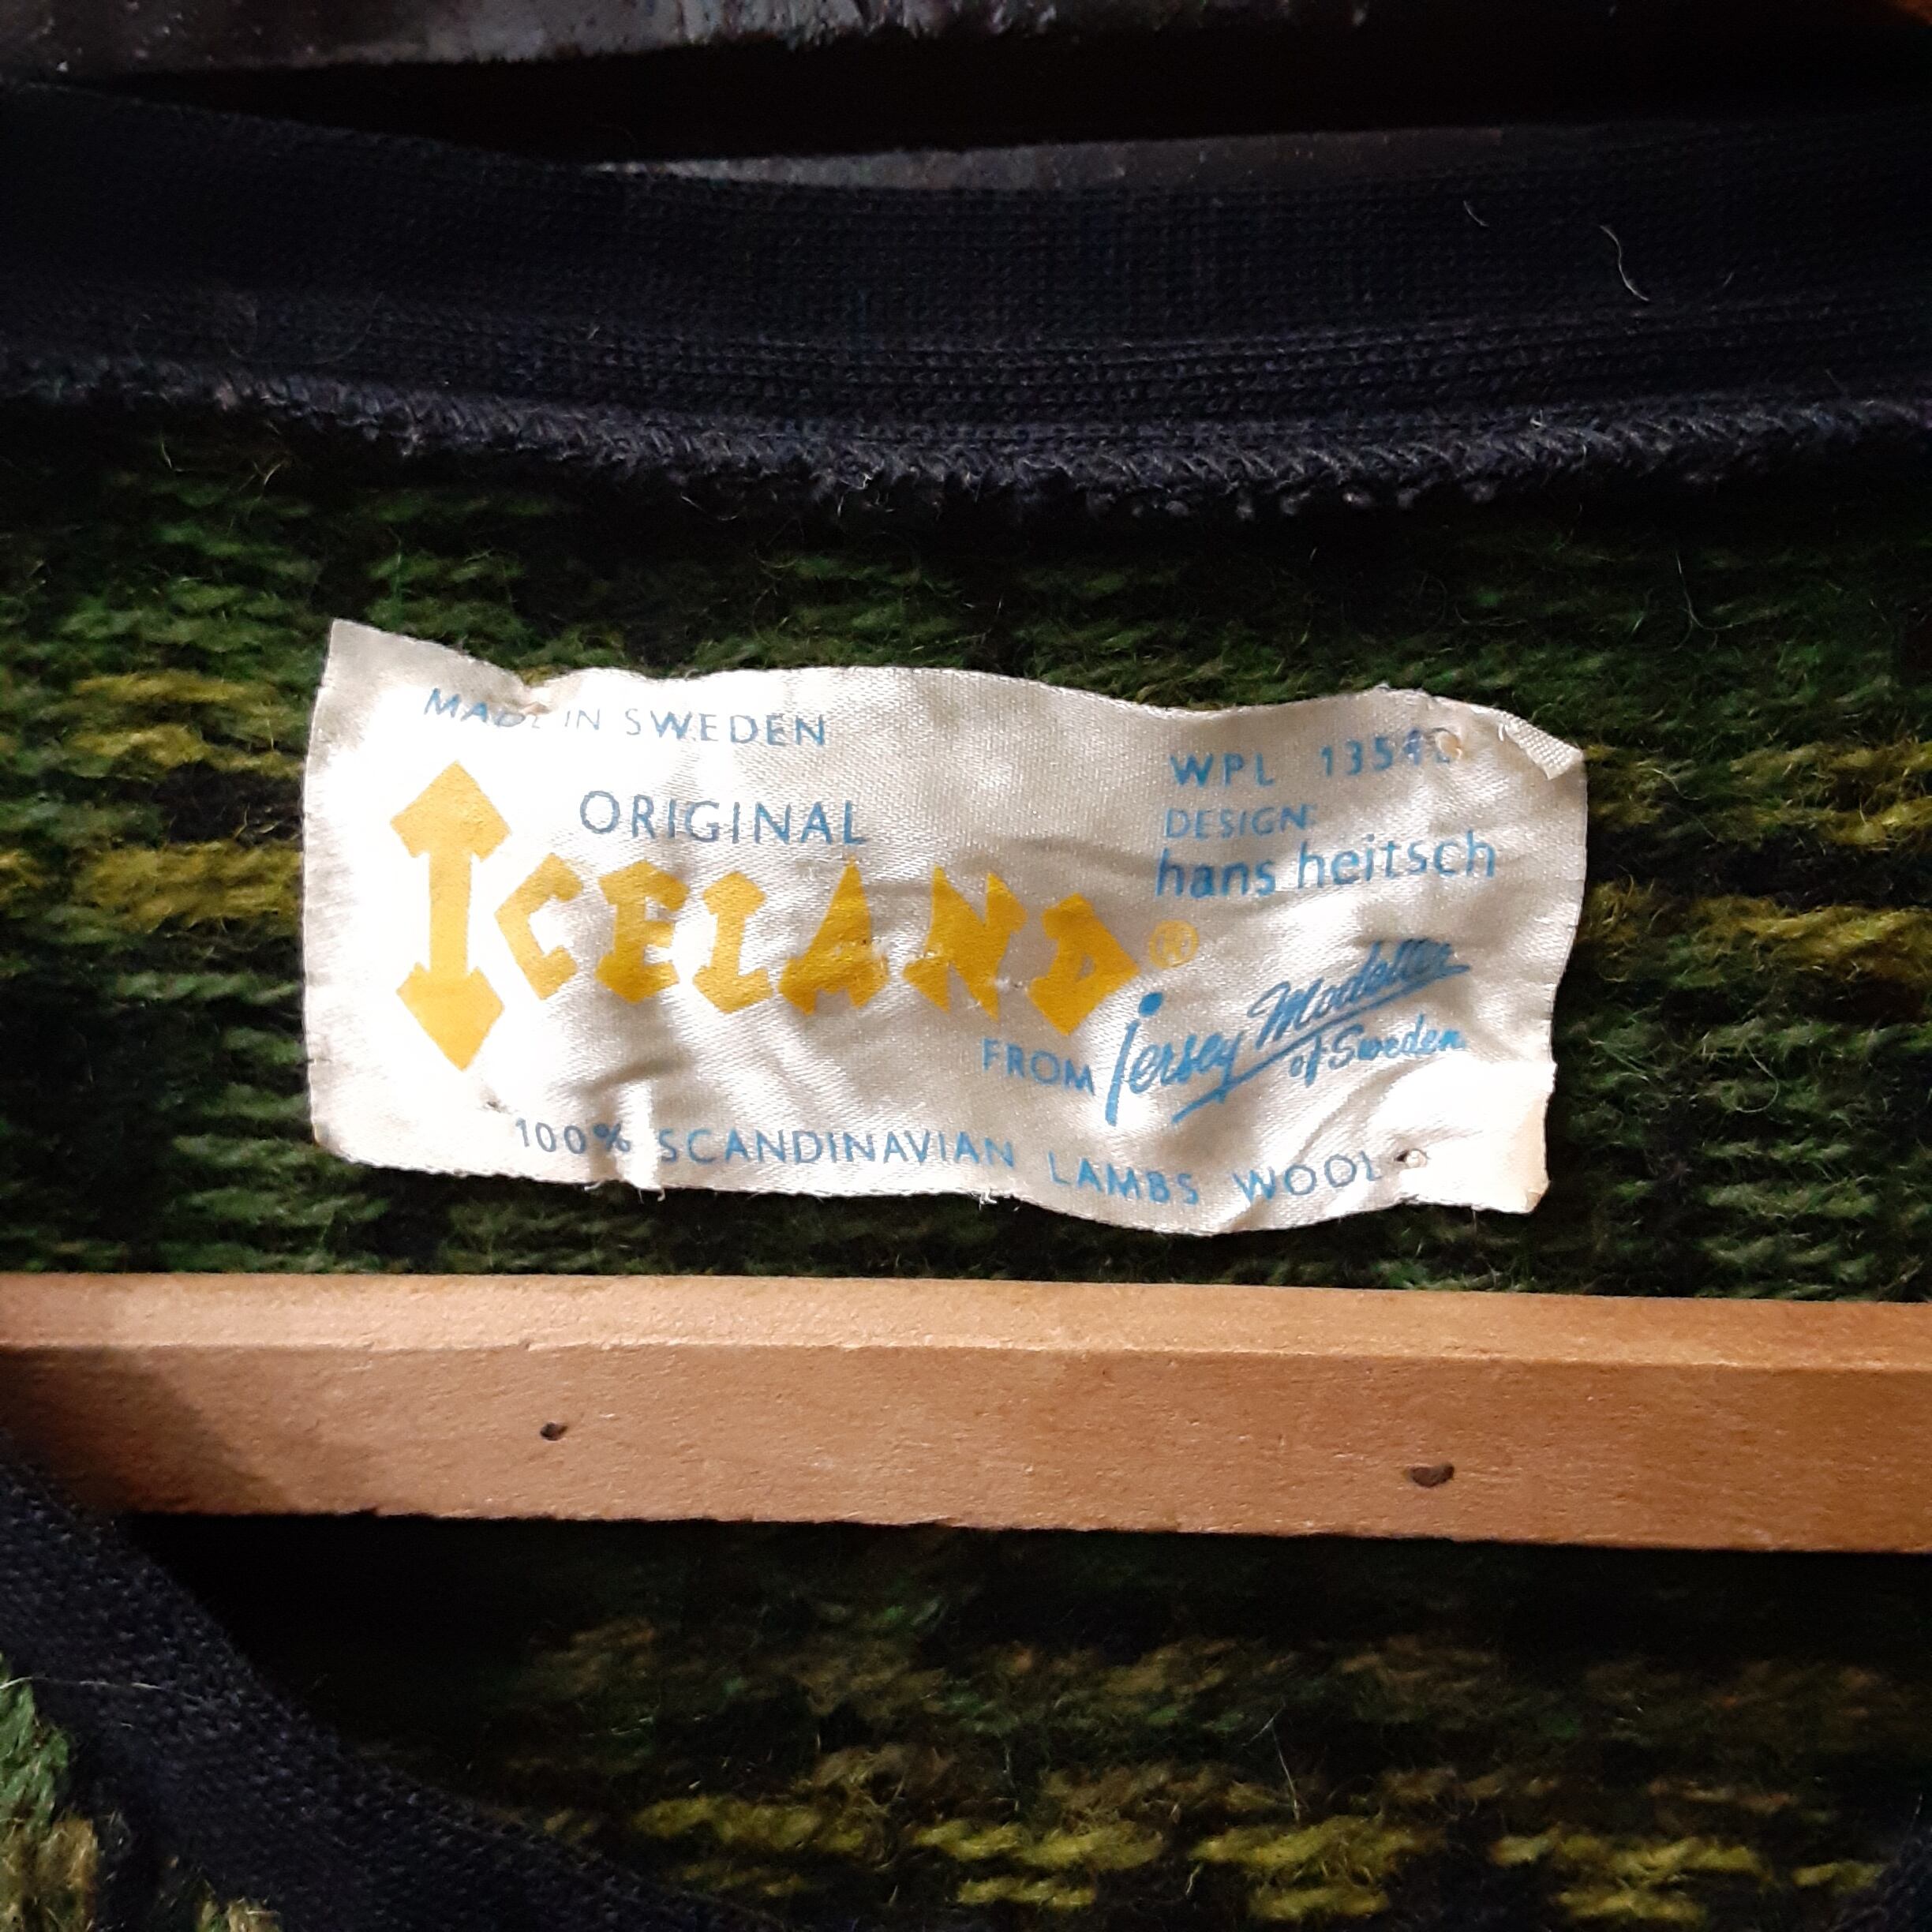 MADE IN SWEDEN
ORIGINAL
ICELAND®
WPL
DESIGN:
hans heitsch
FROM jersey Modeller
of Sweden
100% SCANDINAVIAN LAMBS WOOL